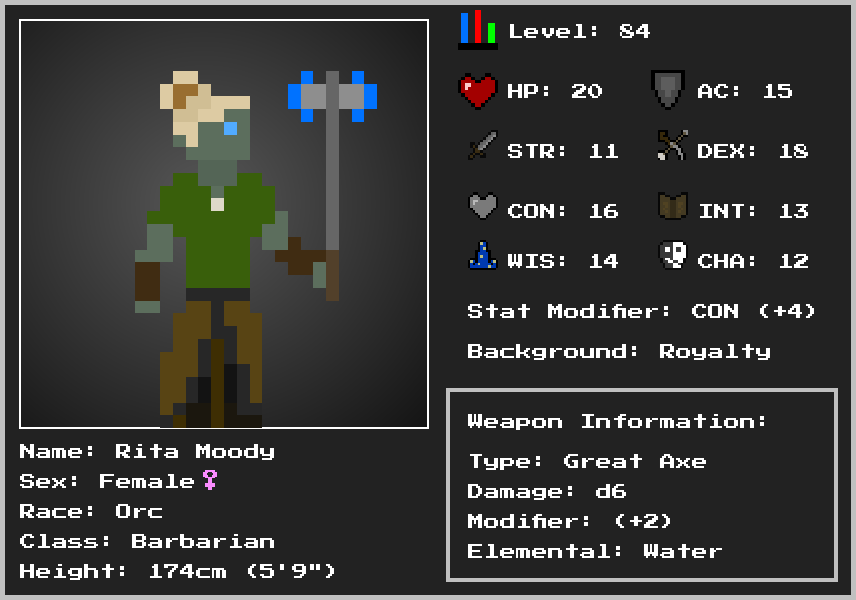 Level: 84
HP: 20 AC: 15
STR: 11 DEX: 18
CON: 16 INT: 13
WIS: 14 CHA: 12
Stat Modifier: CON (+4)
Background: Royalty
Weapon Information:
Type: Great Axe
Damage: d6
Modifier: (+2)
Elemental: Water
Name: Rita Moody
Sex: Female♀
Race: Orc
Class: Barbarian
Height: 174cm (5'9")